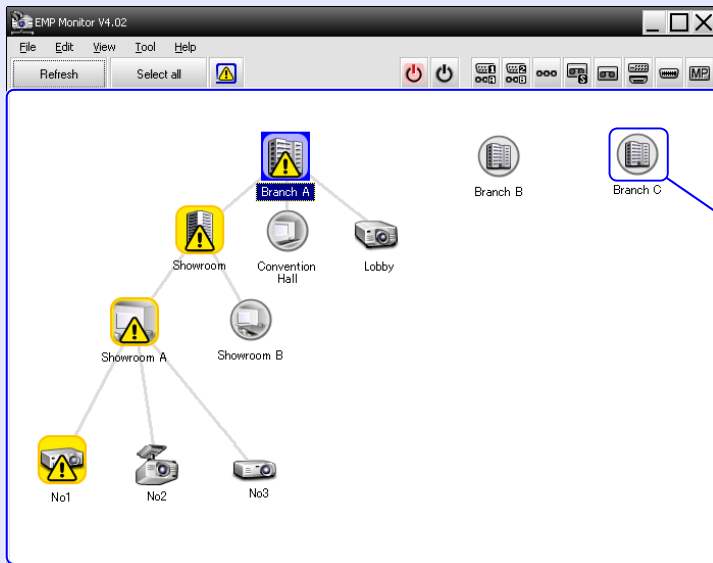 EMP Monitor V4.02
File Edit View Tool Help
Refresh Select all MP
Branch A
Branch B
Branch C
Showroom
Convention
Hall
Lobby
Showroom A
Showroom B
No1
No2
No3